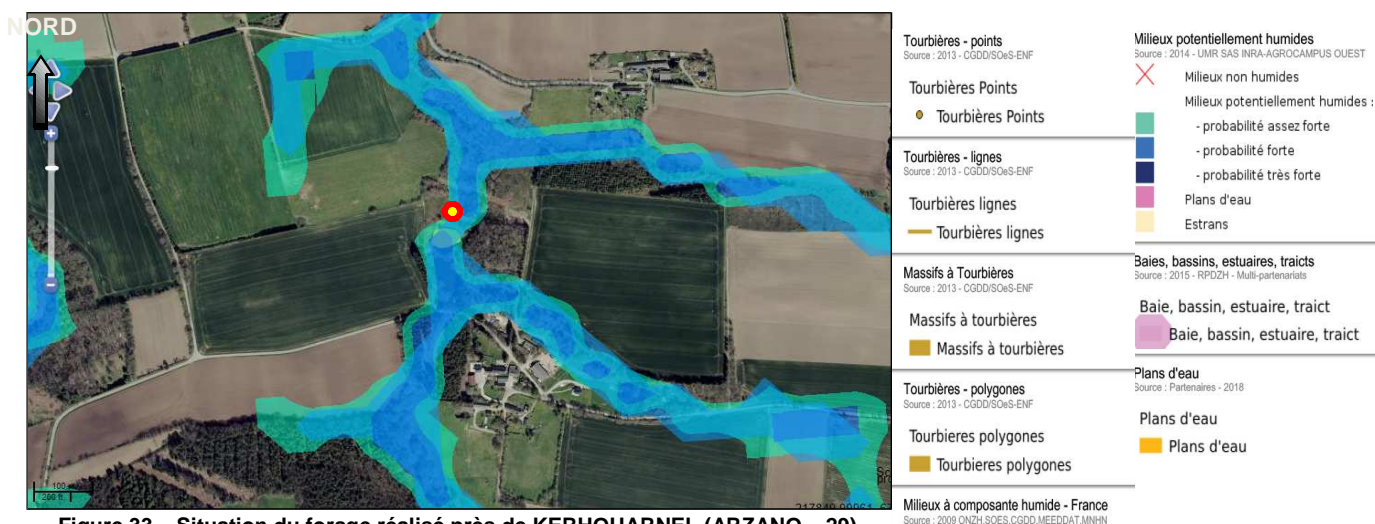 NORD
100
200 ft.
Figure 33 – Situation du forage réalisé près de KERHOUARNEL (ARZANO – 29)
Tourbières - points
Source : 2013 - CGDD/SOeS-ENF
Tourbières Points
Tourbières Points
Tourbières - lignes
Source : 2013 - CGDD/SOeS-ENF
Tourbières lignes
Tourbières lignes
Massifs à Tourbières
Source : 2013 - CGDD/SOeS-ENF
Massifs à tourbières
Massifs à tourbières
Tourbières - polygones
Source : 2013 - CGDD/SOeS-ENF
Tourbieres polygones
Tourbieres polygones
Milieux à composante humide - France
Source : 2009 ONZH.SOES.CGDD.MEEDDAT.MNHN
Milieux potentiellement humides
Source : 2014 - UMR SAS INRA-AGROCAMPUS OUEST
Milieux non humides
Milieux potentiellement humides :
- probabilité assez forte
- probabilité forte
- probabilité très forte
Plans d'eau
Estrans
Baies, bassins, estuaires, traicts
Source : 2015 - RPDZH - Multi-partenariats
Baie, bassin, estuaire, traict
Baie, bassin, estuaire, traict
Plans d'eau
Source : Partenaires - 2018
Plans d'eau
Plans d'eau